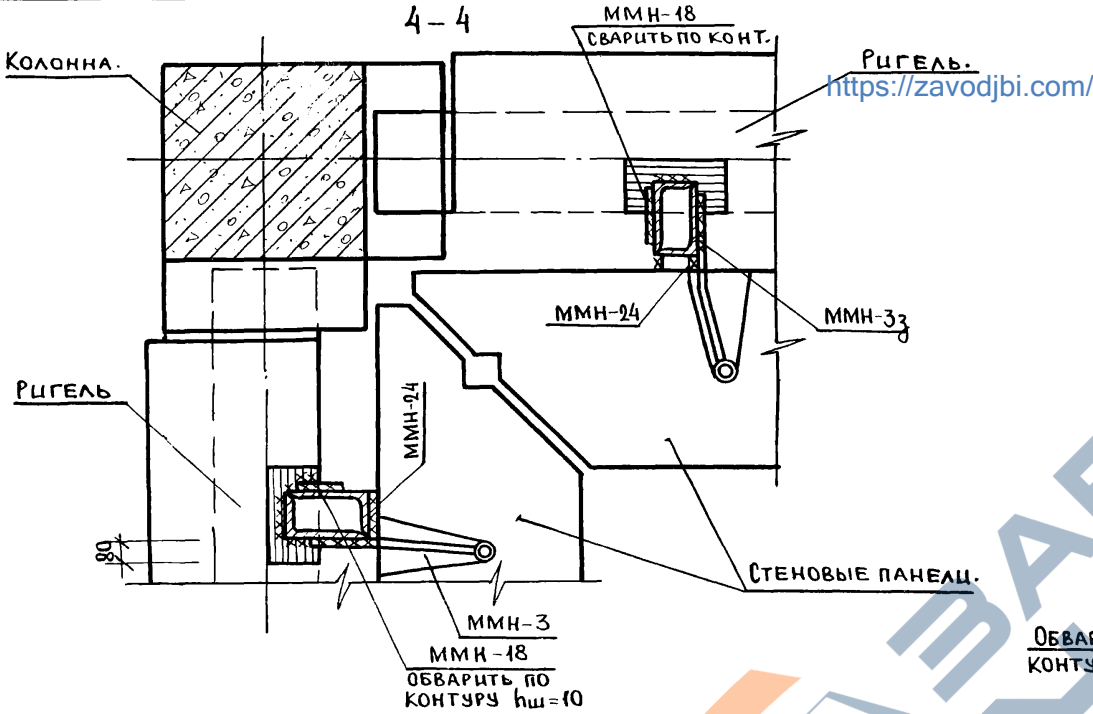 4-4
ММН-18
СВАРИТЬ ПО КОНТ.
КОЛОННА.
РИГЕЛЬ.
https://zavodjbi.com/
ММН-24
ММН-3з
РИГЕЛЬ
ММН-24
80
СТЕНОВЫЕ ПАНЕЛИ.
ММН-3
ММН-18
ОБВАРИТЬ ПО
КОНТУРУ hш=10
ОБВАР
КОНТУ